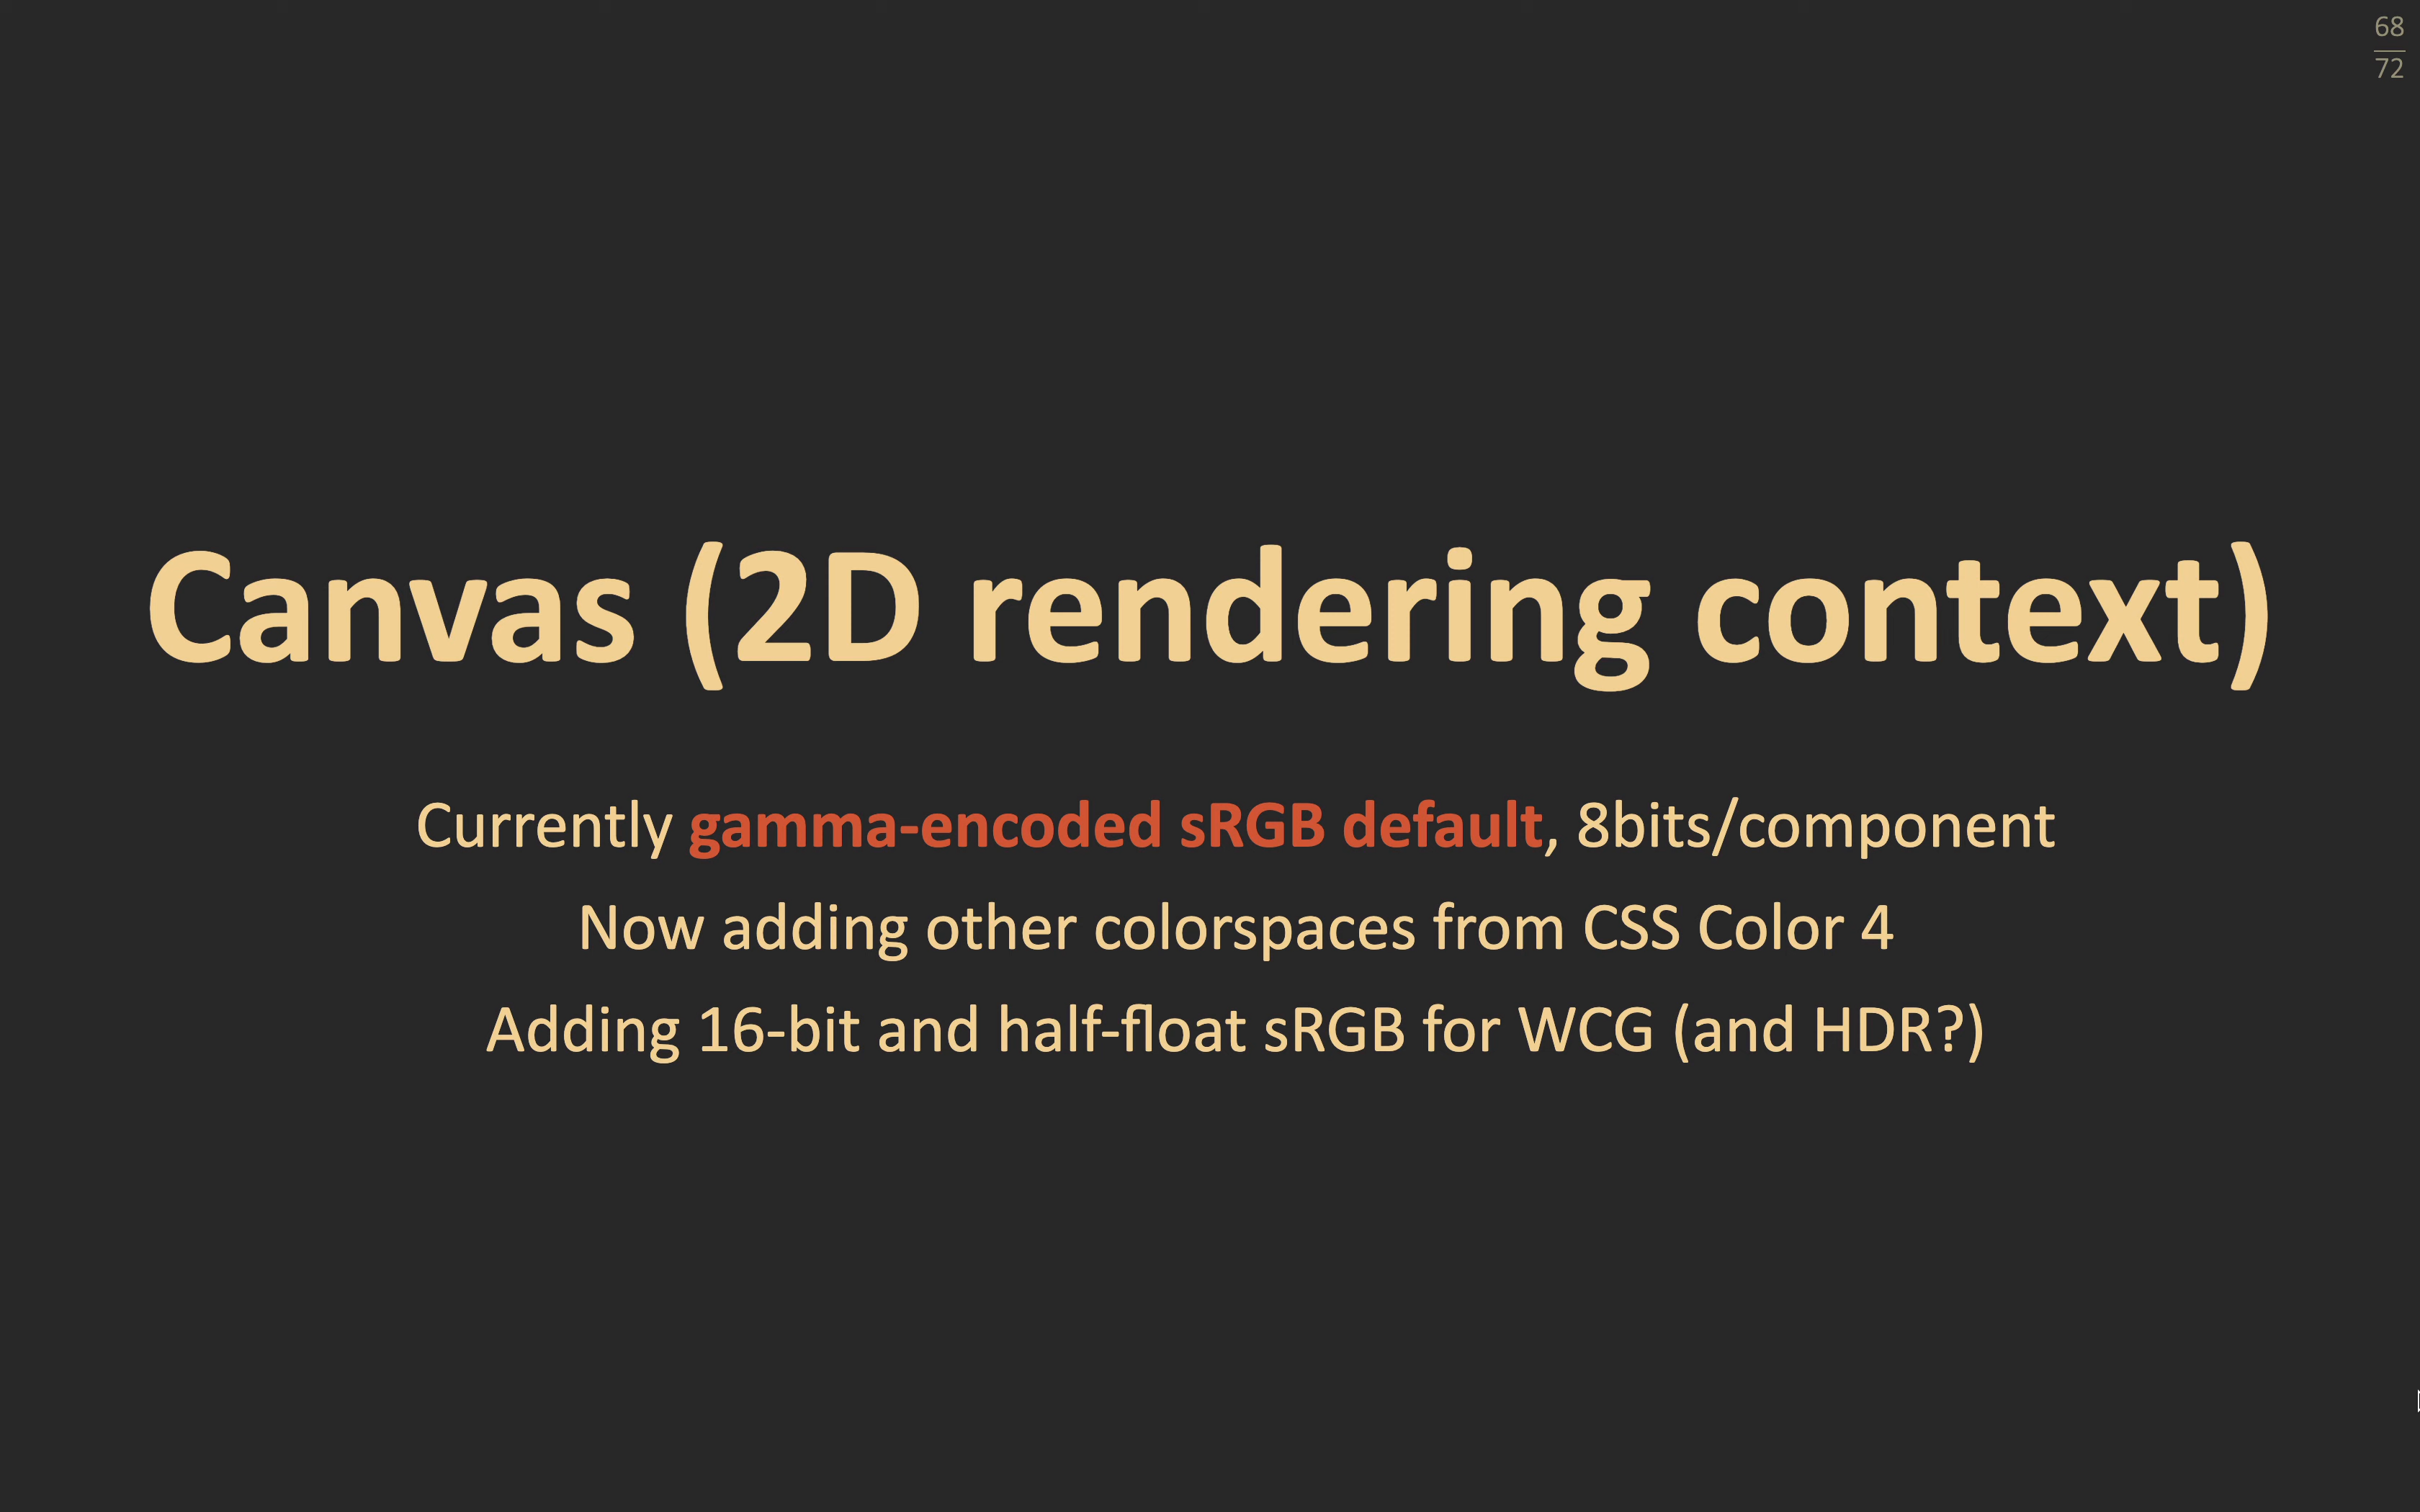 68
72
Canvas (2D rendering context)
Currently gamma-encoded sRGB default, 8bits/component
Now adding other colorspaces from CSS Color 4
Adding 16-bit and half-float sRGB for WCG (and HDR?)